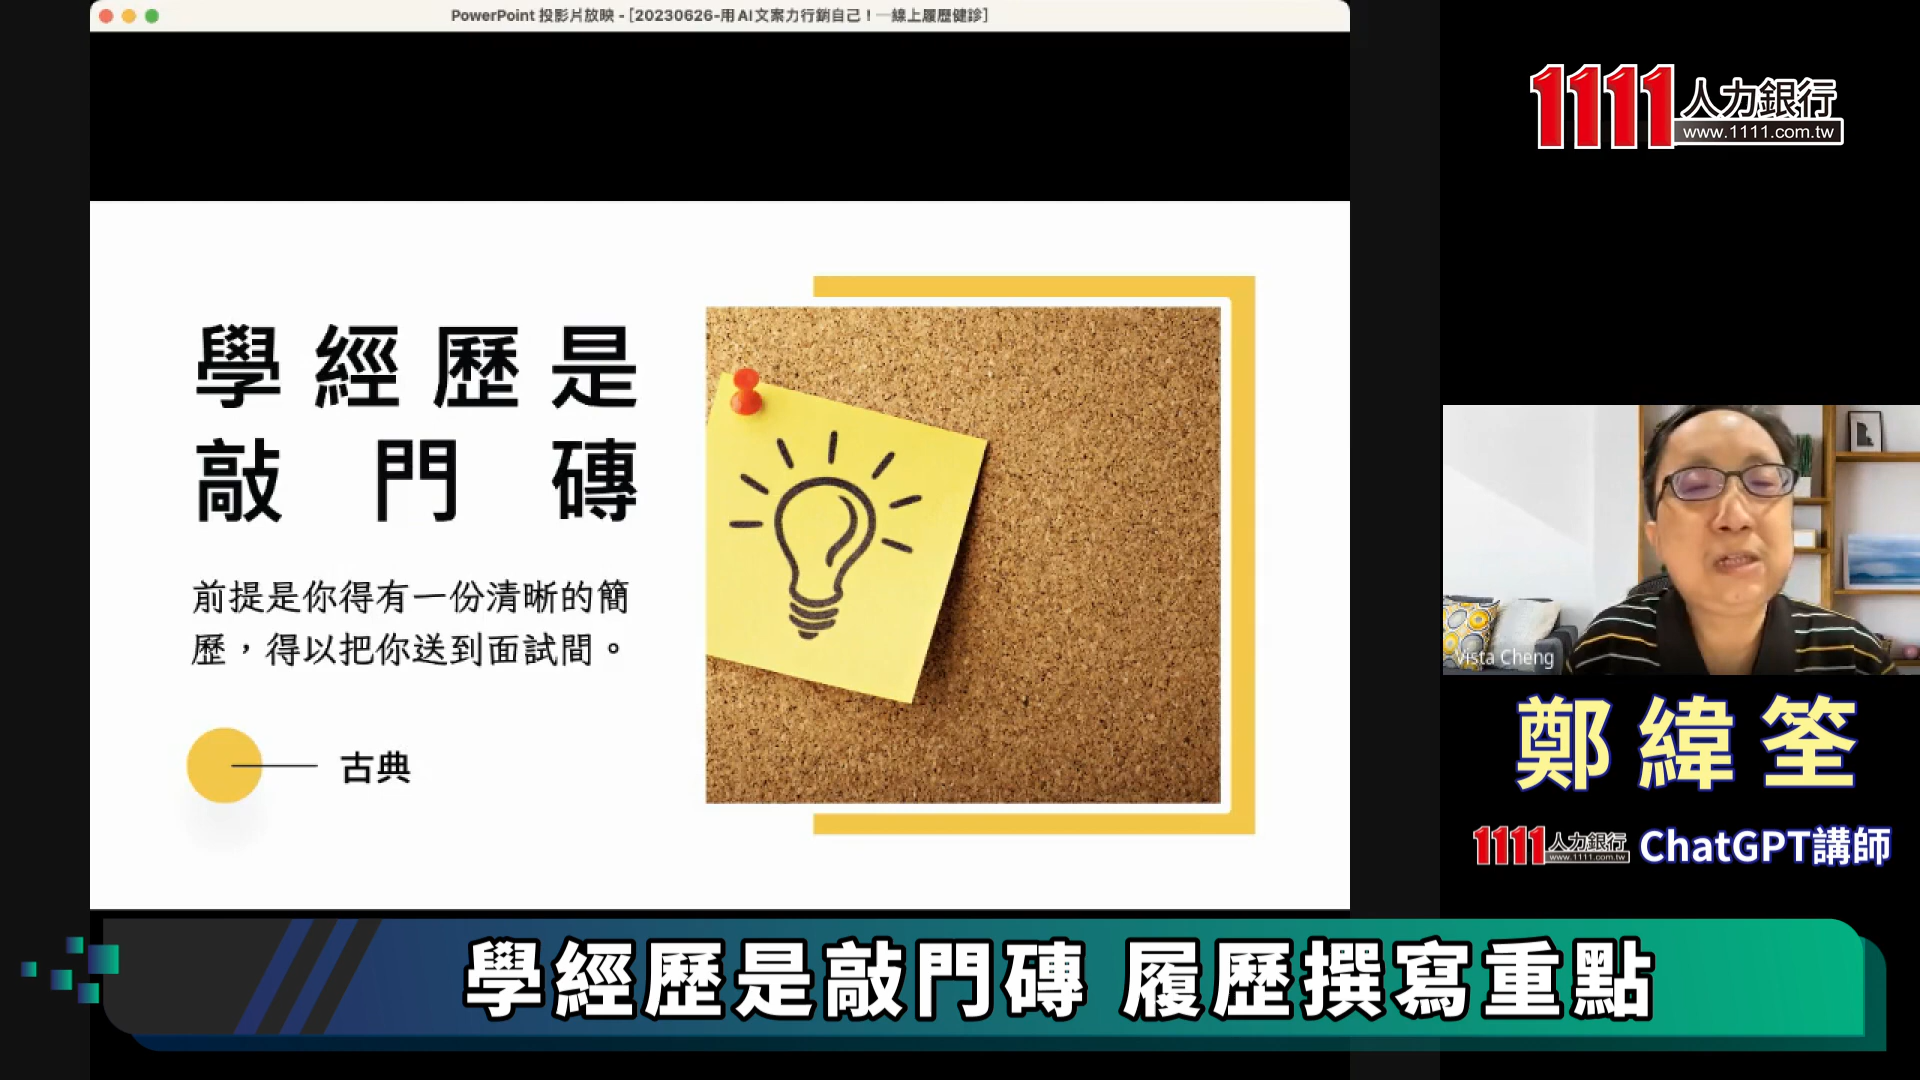 PowerPoint 投影片放映 - [20230626-用AI文案力行銷自己！─線上履歷健診]
1111人力銀行
www.1111.com.tw
學經歷是
敲門磚
前提是你得有一份清晰的簡
歷，得以把你送到面試間。
古典
Vista Cheng
鄭緯筌
1111人力銀行 ChatGPT講師
www.1111.com.tw
學經歷是敲門磚 履歷撰寫重點